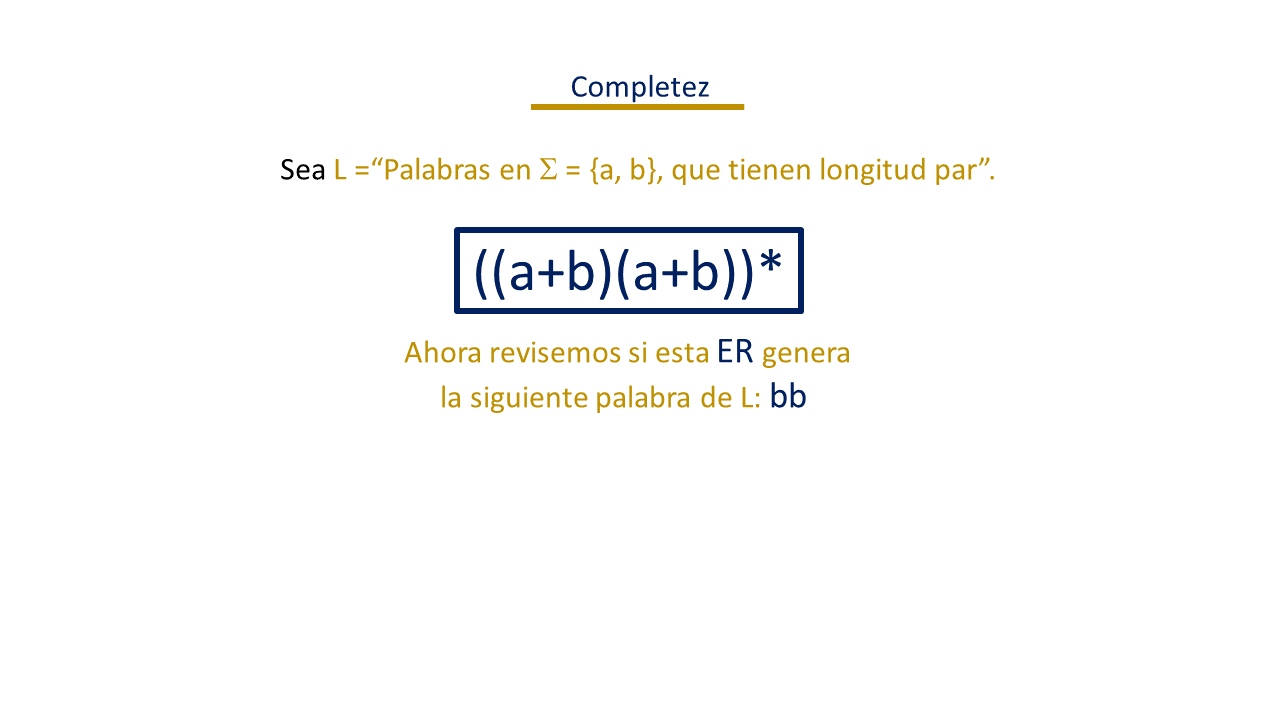 Completez
Sea L =“Palabras en Σ = {a, b}, que tienen longitud par”.
((a+b)(a+b))*
Ahora revisemos si esta ER genera
la siguiente palabra de L: bb